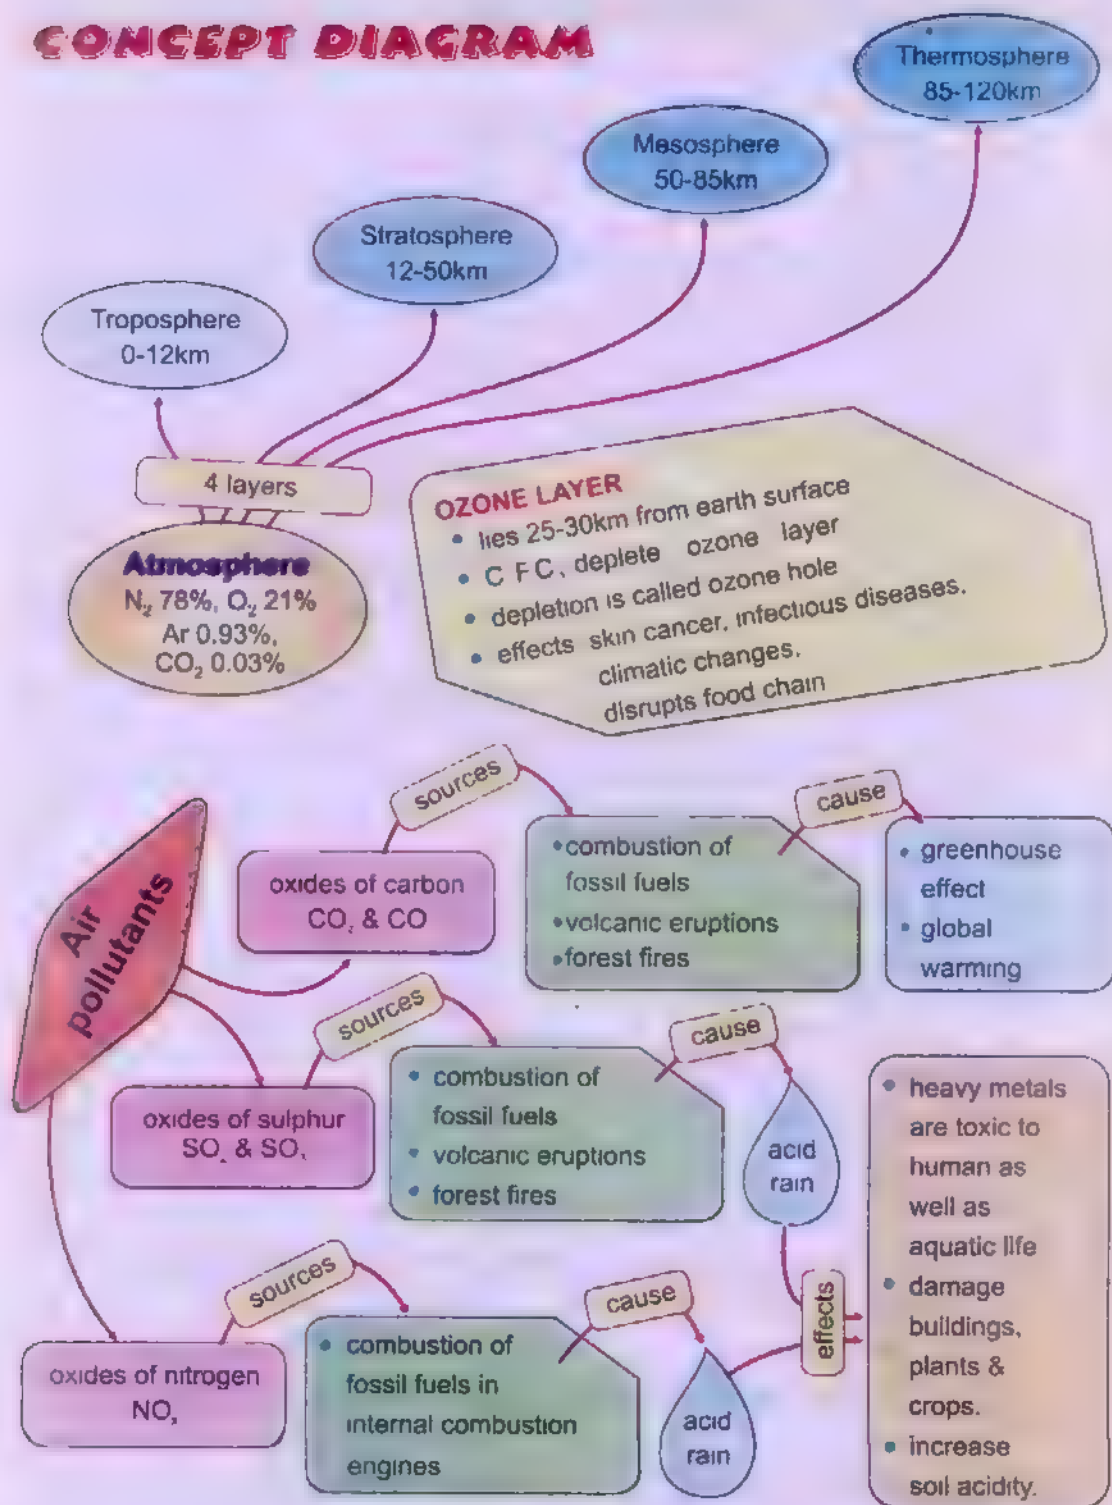 CONCEPT DIAGRAM
Thermosphere
85-120km
Mesosphere
50-85km
Stratosphere
12-50km
Troposphere
0-12km
4 layers
Atmosphere
N₂ 78%, O₂ 21%
Ar 0.93%,
CO₂ 0.03%
OZONE LAYER
• lies 25-30km from earth surface
• C F C, deplete ozone layer
• depletion is called ozone hole
• effects skin cancer, infectious diseases,
climatic changes,
disrupts food chain
Air
pollutants
oxides of carbon
CO₂ & CO
sources
• combustion of
fossil fuels
• volcanic eruptions
• forest fires
cause
• greenhouse
effect
• global
warming
oxides of sulphur
SO₂ & SO₃
sources
• combustion of
fossil fuels
• volcanic eruptions
• forest fires
cause
acid
rain
oxides of nitrogen
NOₓ
sources
• combustion of
fossil fuels in
internal combustion
engines
cause
acid
rain
effects
• heavy metals
are toxic to
human as
well as
aquatic life
• damage
buildings,
plants &
crops.
• increase
soil acidity.